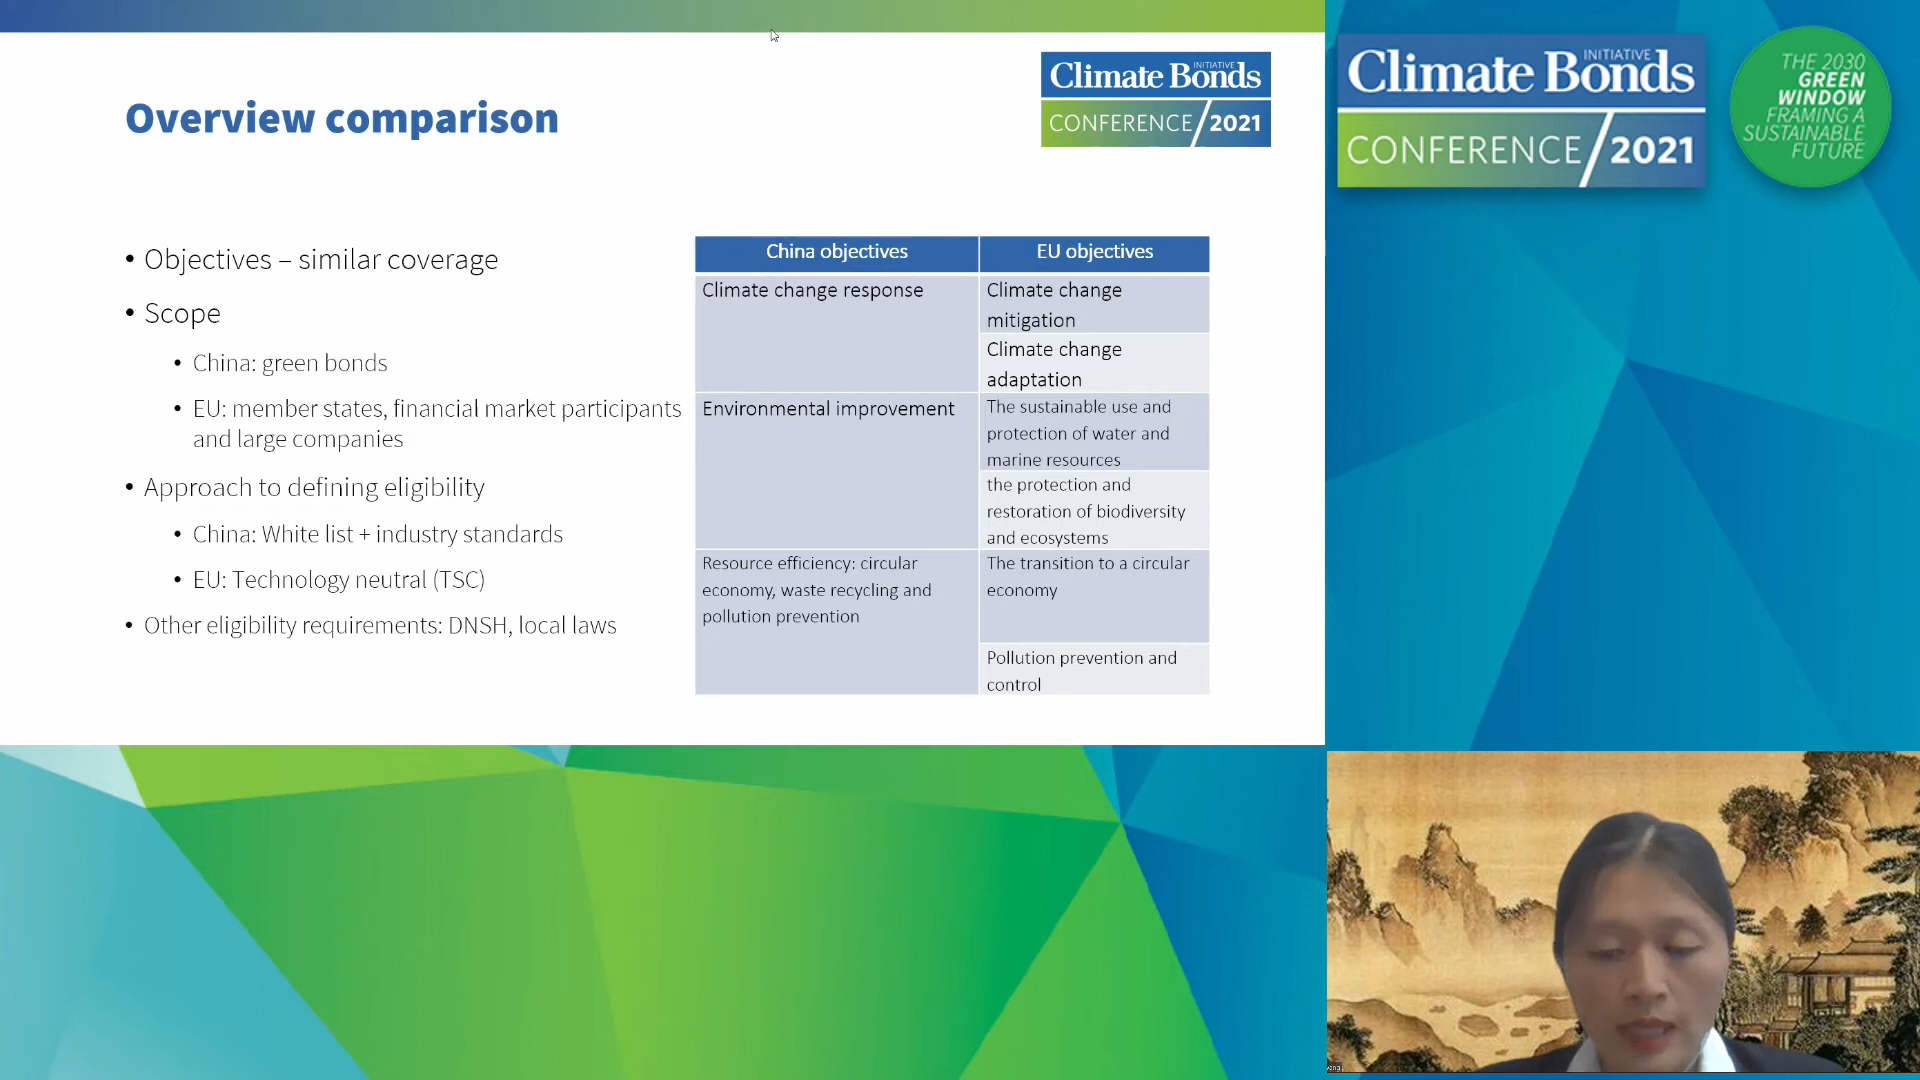 Overview comparison
Climate Bonds
INITIATIVE
CONFERENCE/2021
• Objectives – similar coverage
• Scope
• China: green bonds
• EU: member states, financial market participants
and large companies
• Approach to defining eligibility
• China: White list + industry standards
• EU: Technology neutral (TSC)
• Other eligibility requirements: DNSH, local laws
China objectives
EU objectives
Climate change response
Climate change
mitigation
Climate change
adaptation
Environmental improvement
The sustainable use and
protection of water and
marine resources
the protection and
restoration of biodiversity
and ecosystems
Resource efficiency: circular
economy, waste recycling and
pollution prevention
The transition to a circular
economy
Pollution prevention and
control
Climate Bonds
INITIATIVE
CONFERENCE/2021
THE 2030
GREEN
WINDOW
FRAMING A
SUSTAINABLE
FUTURE